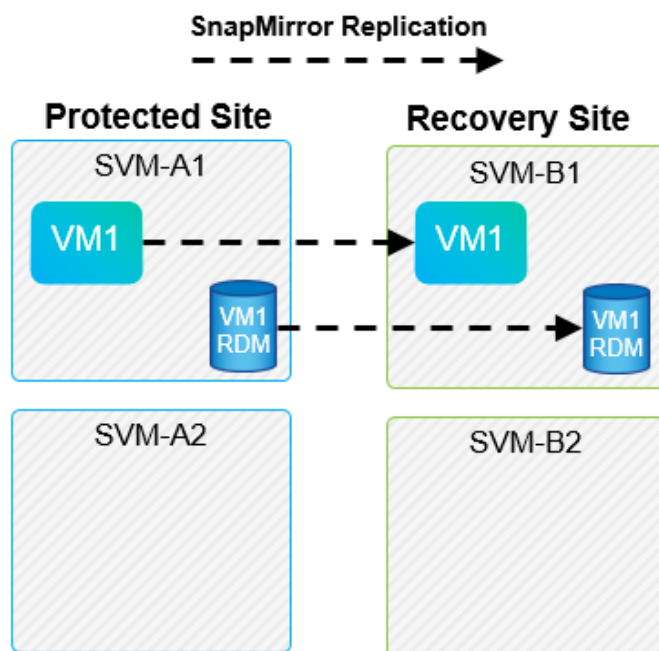 SnapMirror Replication
Protected Site
Recovery Site
SVM-A1
SVM-B1
VM1
VM1
VM1
RDM
VM1
RDM
SVM-A2
SVM-B2